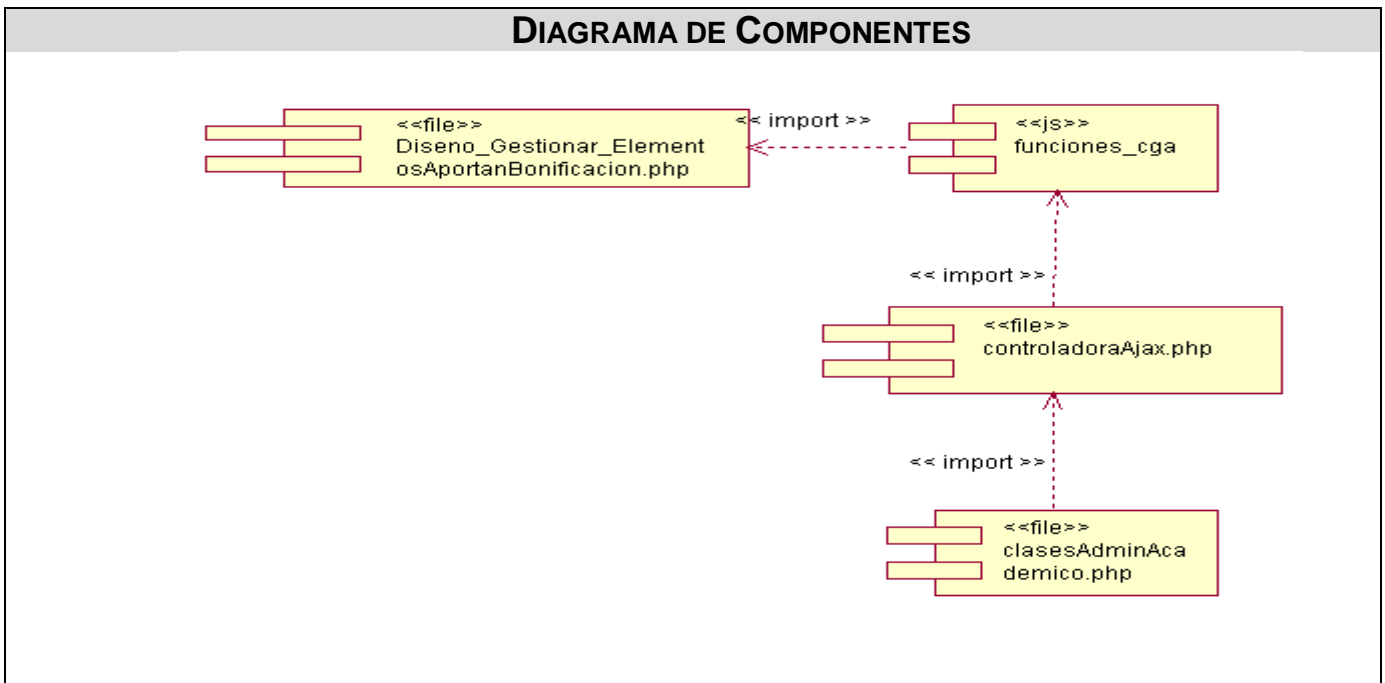 DIAGRAMA DE COMPONENTES
<<file>>
Diseno_Gestionar_Element
osAportanBonificacion.php
<< import >>
<<js>>
funciones_cga
<< import >>
<<file>>
controladoraAjax.php
<< import >>
<<file>>
clasesAdminAca
demico.php